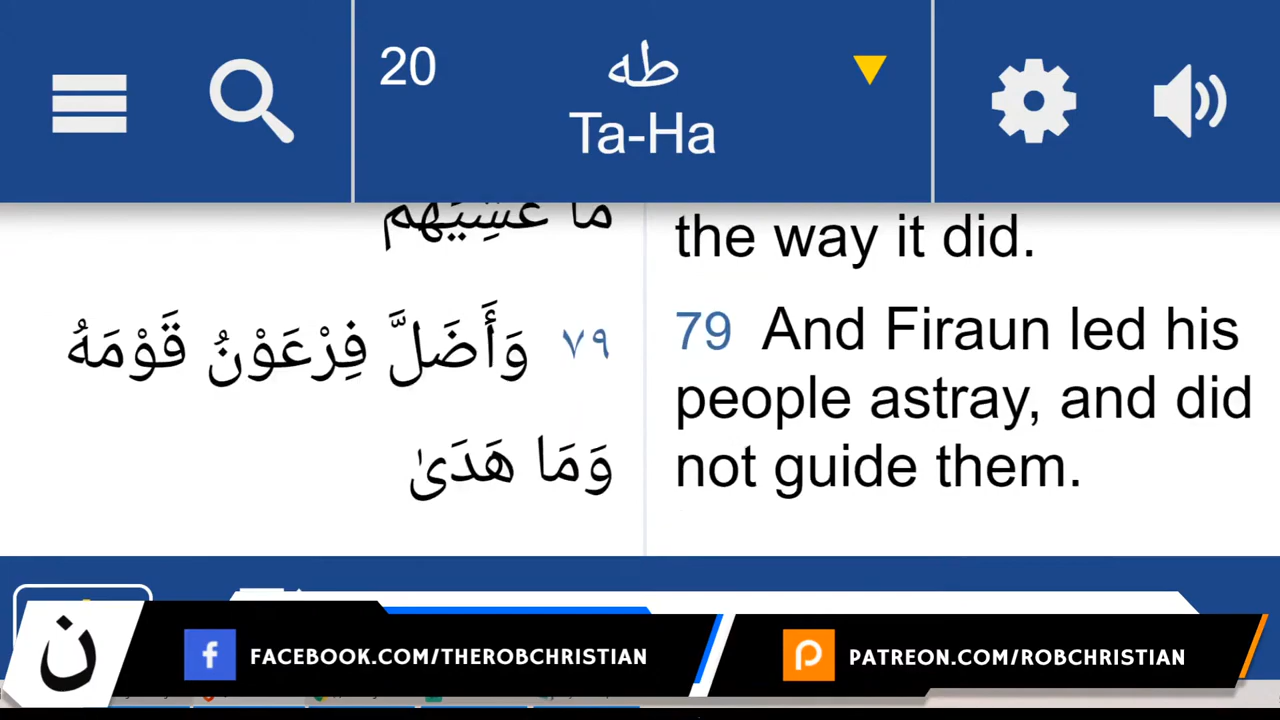 20
طه
Ta-Ha
مَا غَشِيَهُمْ
the way it did.
٧٩ وَأَضَلَّ فِرْعَوْنُ قَوْمَهُ
وَمَا هَدَىٰ
79 And Firaun led his
people astray, and did
not guide them.
ن
f FACEBOOK.COM/THEROBCHRISTIAN
PATREON.COM/ROBCHRISTIAN